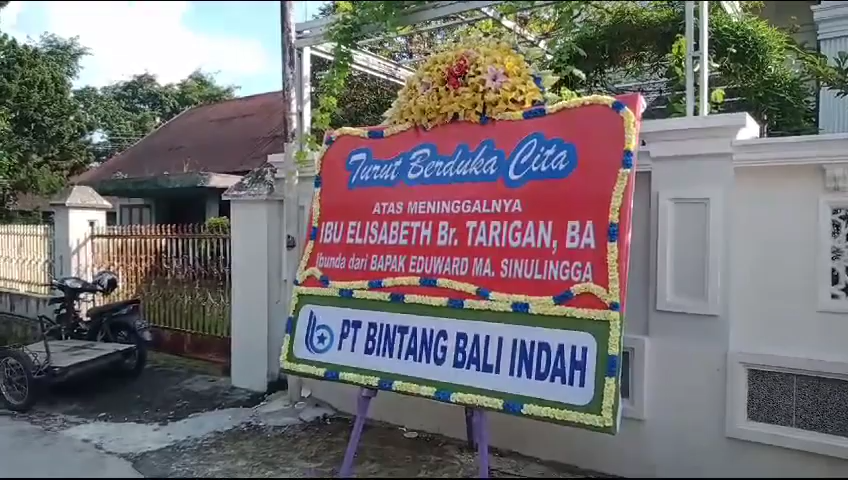 Turut Berduka Cita
ATAS MENINGGALNYA
IBU ELISABETH Br. TARIGAN, BA
Ibunda dari BAPAK EDUWARD MA. SINULINGGA
PT BINTANG BALI INDAH